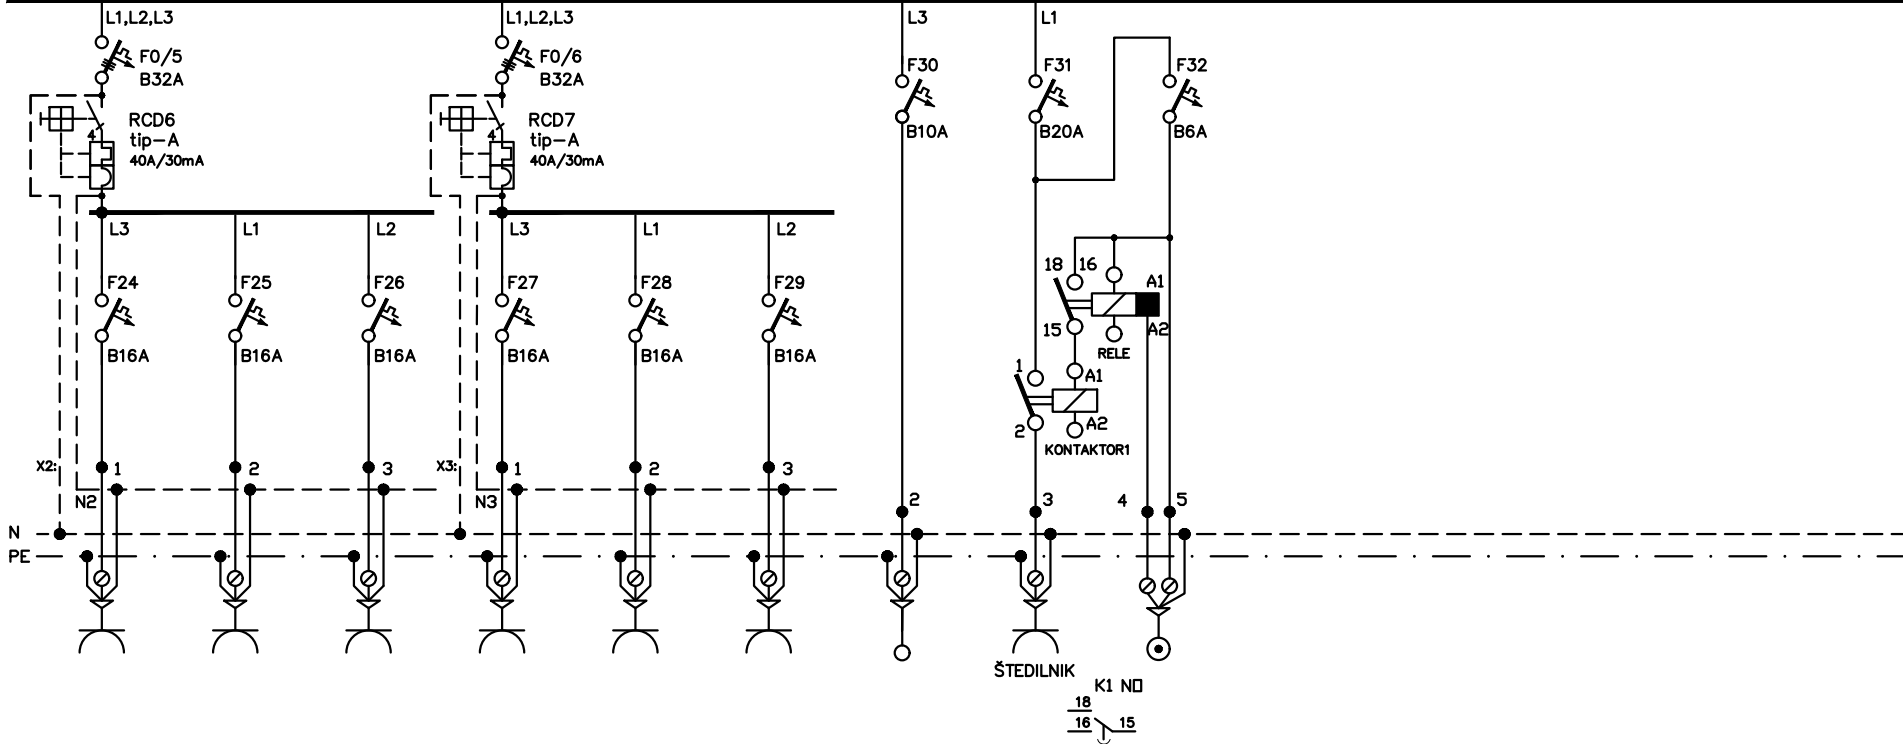 L1,L2,L3
L1,L2,L3
L3
L1
F0/5
B32A
F0/6
B32A
F30
F31
F32
B10A
B20A
B6A
RCD6
tip-A
40A/30mA
4
RCD7
tip-A
40A/30mA
4
L3
L1
L2
L3
L1
L2
F24
F25
F26
F27
F28
F29
B16A
B16A
B16A
B16A
B16A
B16A
18
16
A1
15
A2
RELE
1
A1
2
A2
KONTAKTOR1
X2:
1
2
3
X3:
1
2
3
N2
N3
2
3
4
5
N
PE
ŠTEDILNIK
K1 NO
18
16
15